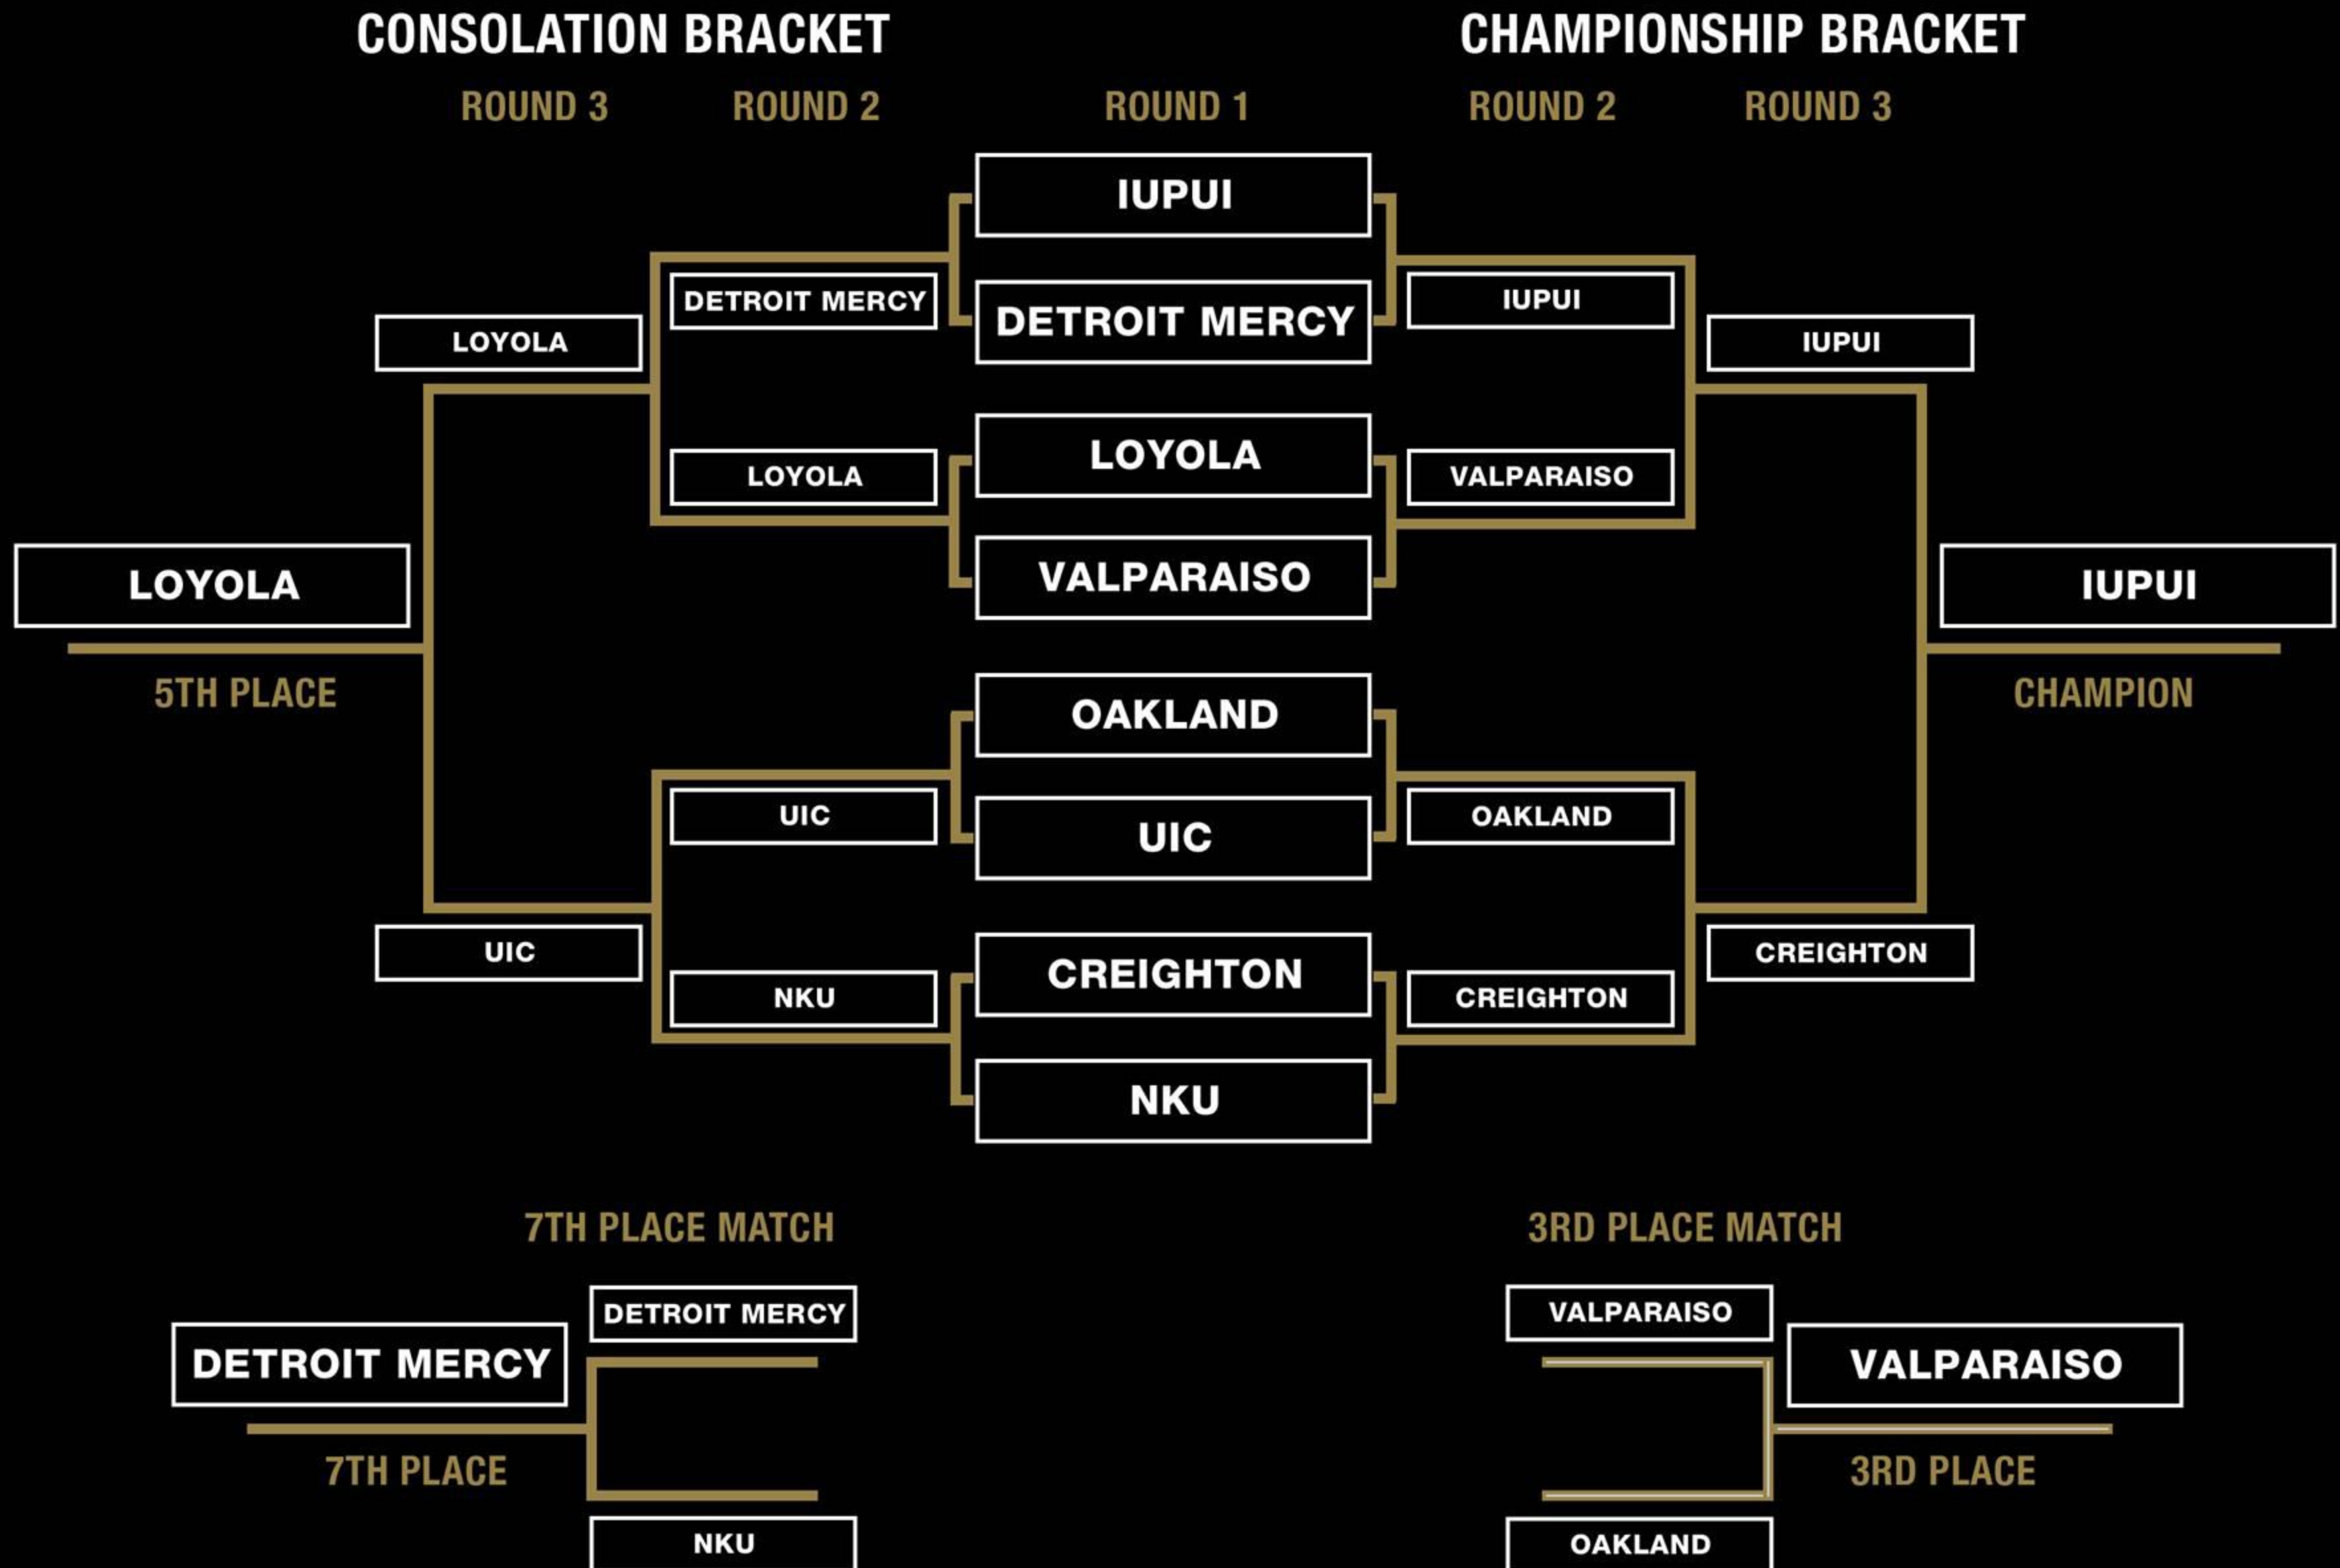 CONSOLATION BRACKET
CHAMPIONSHIP BRACKET
ROUND 3
ROUND 2
ROUND 1
ROUND 2
ROUND 3
IUPUI
DETROIT MERCY
DETROIT MERCY
IUPUI
LOYOLA
IUPUI
LOYOLA
LOYOLA
VALPARAISO
VALPARAISO
LOYOLA
IUPUI
5TH PLACE
CHAMPION
OAKLAND
UIC
UIC
OAKLAND
UIC
CREIGHTON
CREIGHTON
NKU
CREIGHTON
NKU
7TH PLACE MATCH
3RD PLACE MATCH
DETROIT MERCY
VALPARAISO
DETROIT MERCY
VALPARAISO
7TH PLACE
3RD PLACE
NKU
OAKLAND